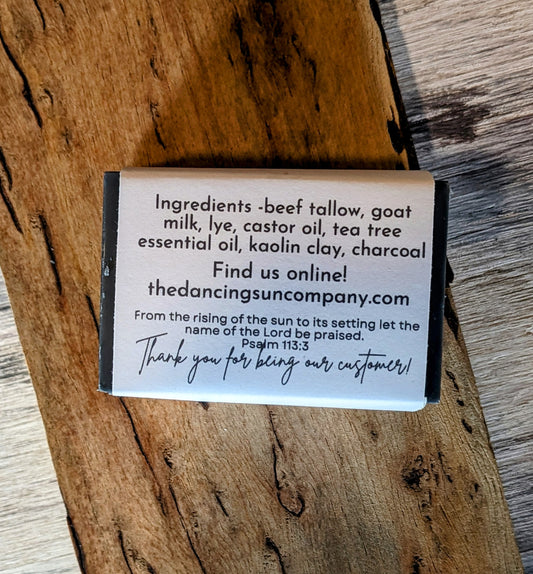 Ingredients -beef tallow, goat
milk, lye, castor oil, tea tree
essential oil, kaolin clay, charcoal
Find us online!
thedancingsuncompany.com
From the rising of the sun to its setting let the
name of the Lord be praised.
Psalm 113:3
Thank you for being our customer!